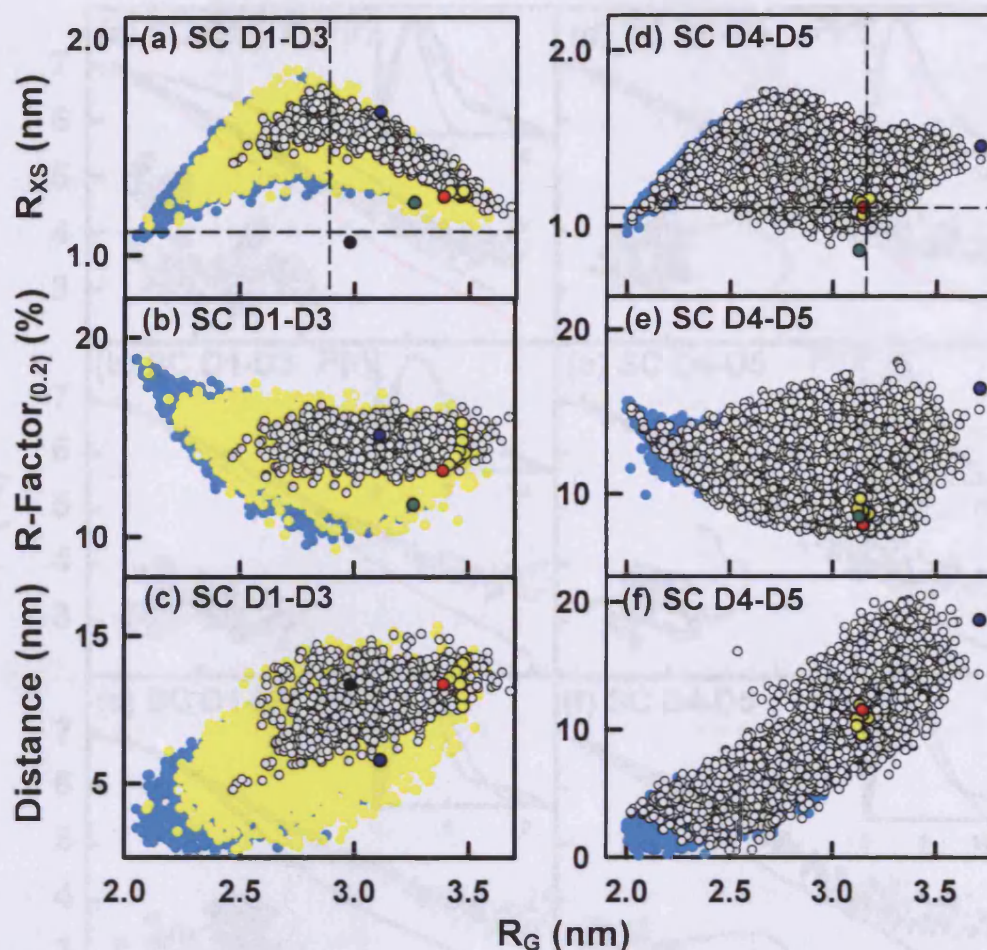 (a) SC D1-D3
(d) SC D4-D5
2.0
1.0
R_XS (nm)
2.0
1.0
(b) SC D1-D3
(e) SC D4-D5
20
10
R-Factor_(0.2) (%)
20
10
(c) SC D1-D3
(f) SC D4-D5
15
5
Distance (nm)
20
10
0
2.0 2.5 3.0 3.5
2.0 2.5 3.0 3.5
R_G (nm)